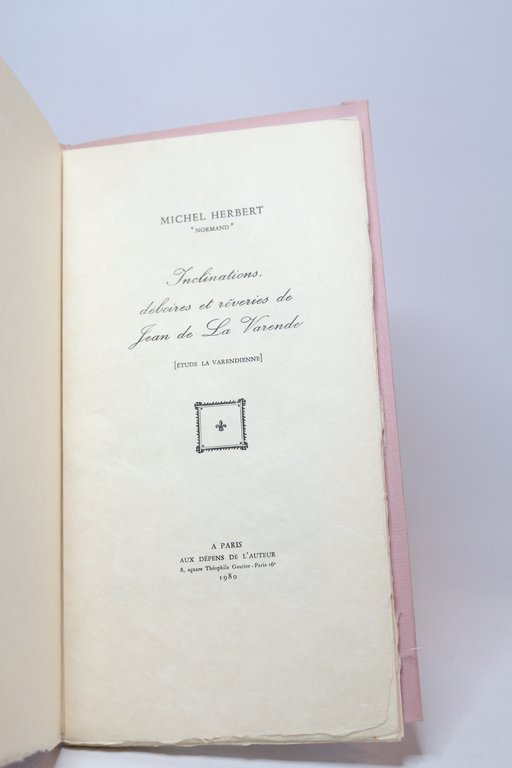 MICHEL HERBERT
"NORMAND"
Inclinations,
déboires et rêveries de
Jean de La Varende
[ÉTUDE LA VARENDIENNE]
A PARIS
AUX DÉPENS DE L'AUTEUR
8, square Théophile Gautier - Paris 16e
1980